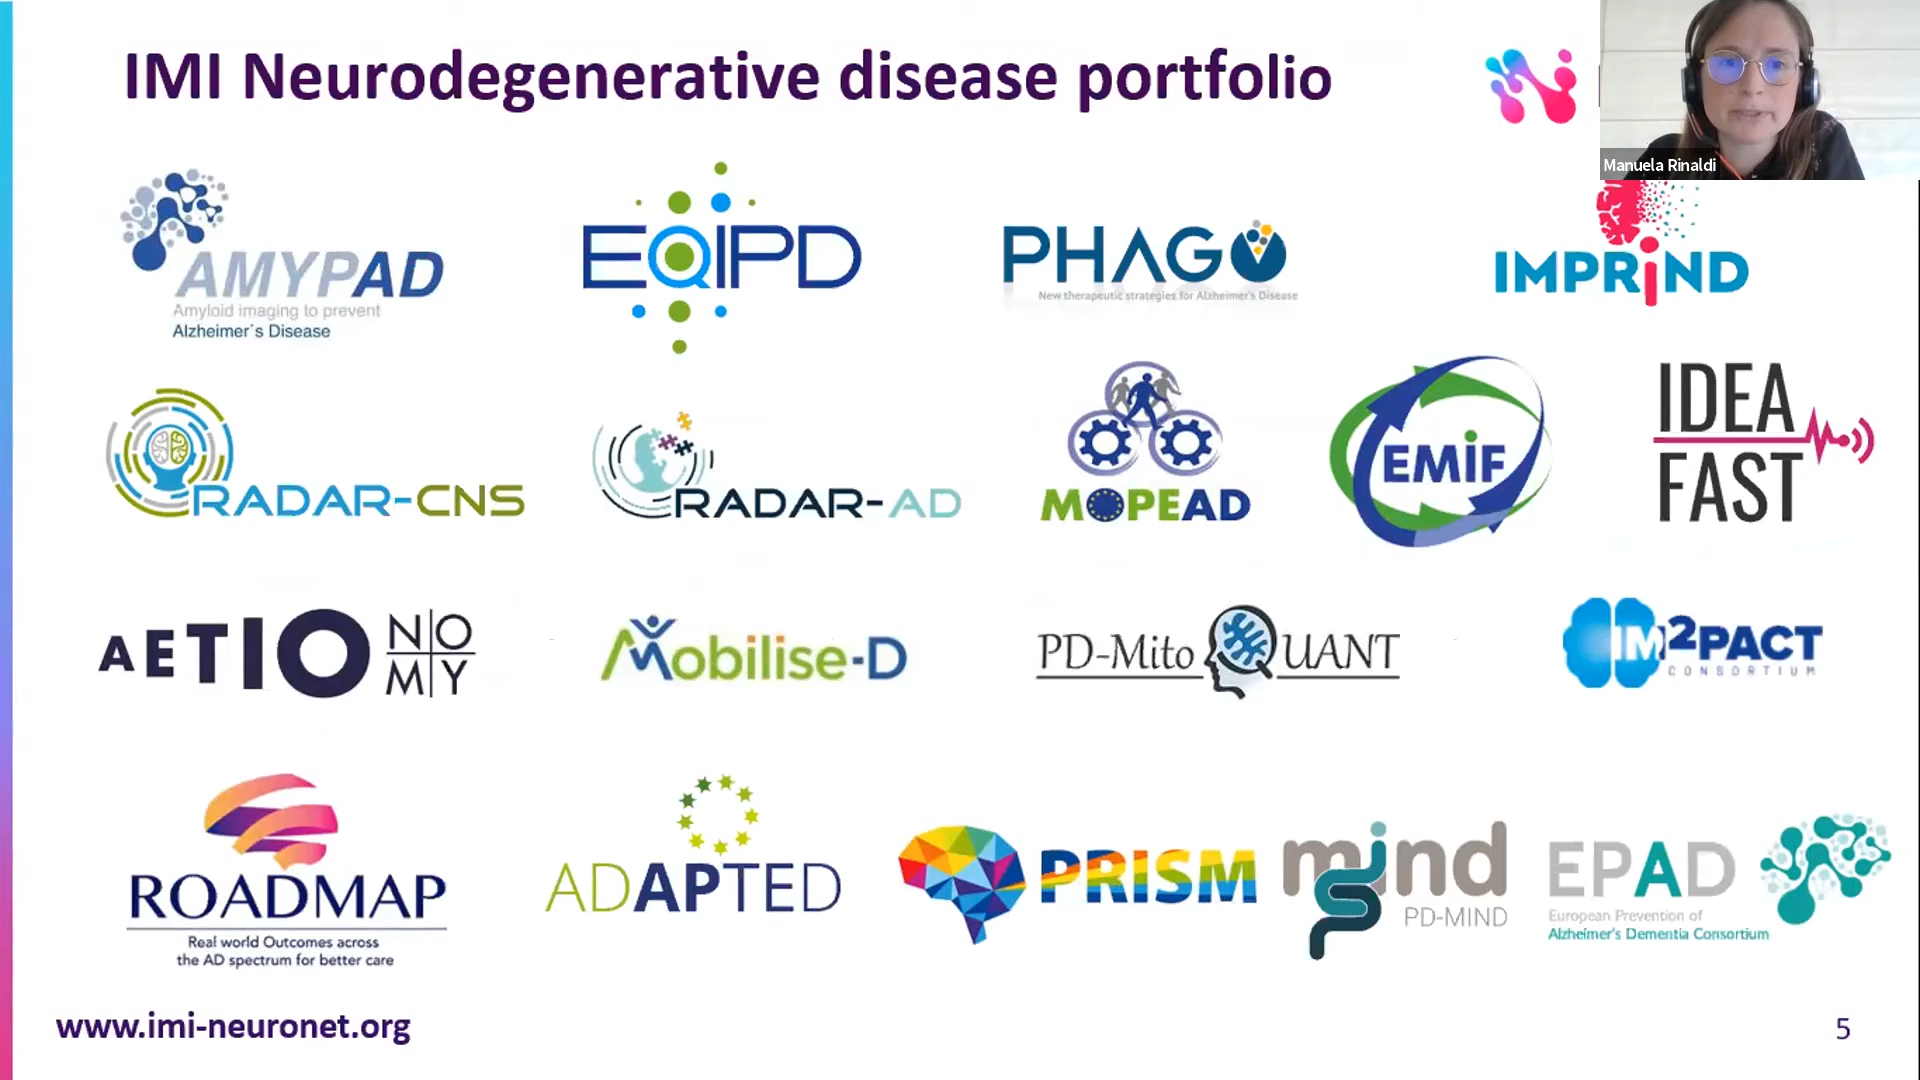 IMI Neurodegenerative disease portfolio
Manuela Rinaldi
AMYPAD
Amyloid imaging to prevent
Alzheimer´s Disease
EQIPD
PHAGO
New therapeutic strategies for Alzheimer's Disease
IMPRiND
RADAR-CNS
RADAR-AD
MOPEAD
EMiF
IDEA
FAST
AETIO
NO
MY
Mobilise-D
PD-MitoQUANT
IM2PACT
CONSORTIUM
ROADMAP
Real world Outcomes across
the AD spectrum for better care
ADAPTED
PRISM
mind
PD-MIND
EPAD
European Prevention of
Alzheimer's Dementia Consortium
www.imi-neuronet.org
5